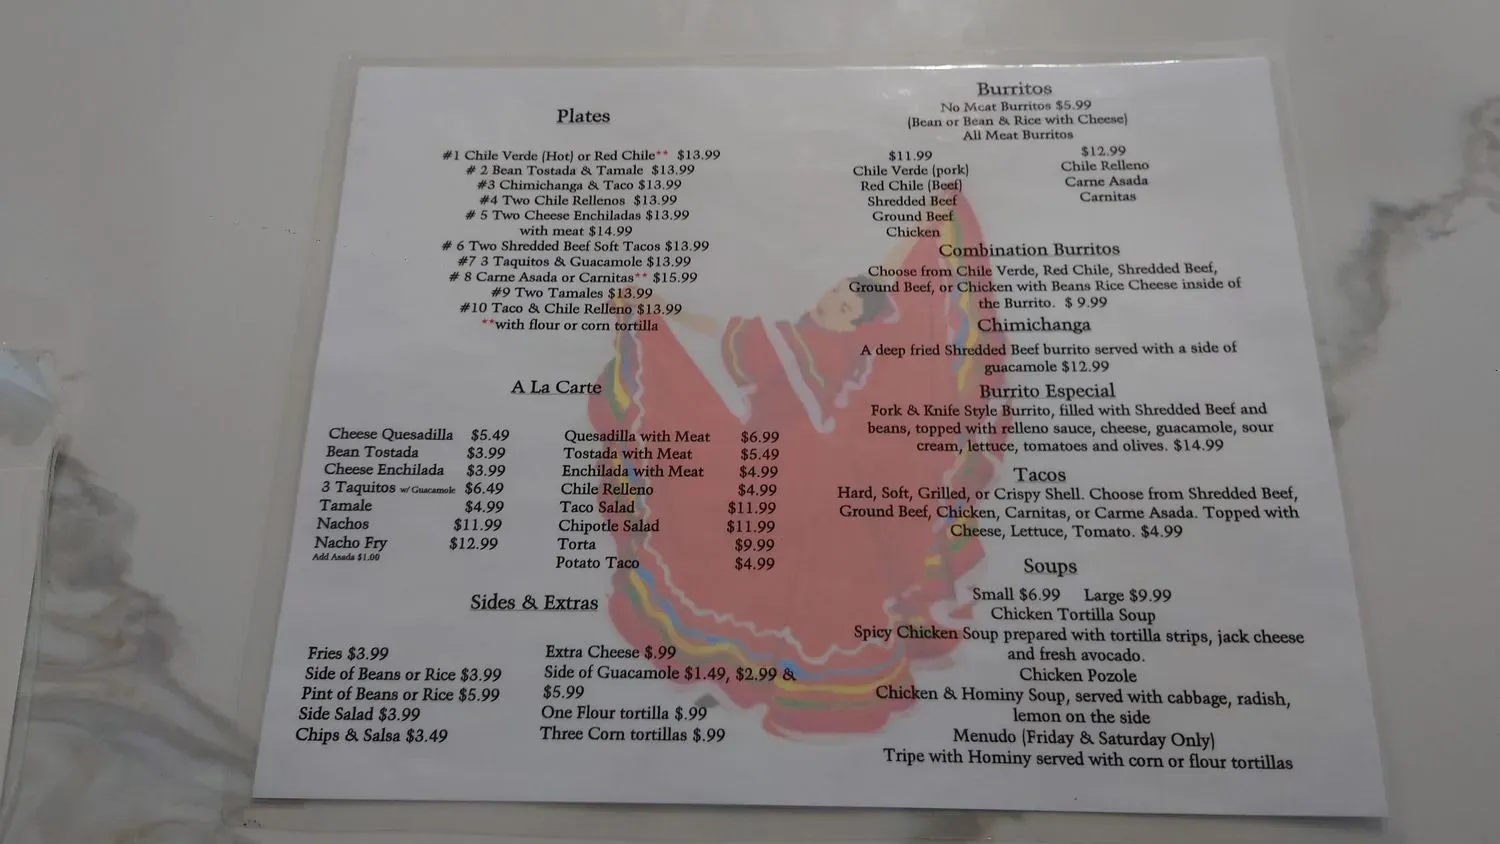 Plates
#1 Chile Verde (Hot) or Red Chile** $13.99
# 2 Bean Tostada & Tamale $13.99
#3 Chimichanga & Taco $13.99
#4 Two Chile Rellenos $13.99
# 5 Two Cheese Enchiladas $13.99
with meat $14.99
# 6 Two Shredded Beef Soft Tacos $13.99
#7 3 Taquitos & Guacamole $13.99
# 8 Carne Asada or Carnitas** $15.99
#9 Two Tamales $13.99
#10 Taco & Chile Relleno $13.99
**with flour or corn tortilla
A La Carte
Cheese Quesadilla $5.49
Bean Tostada $3.99
Cheese Enchilada $3.99
3 Taquitos w/ Guacamole $6.49
Tamale $4.99
Nachos $11.99
Nacho Fry $12.99
Add Asada $1.00
Quesadilla with Meat $6.99
Tostada with Meat $5.49
Enchilada with Meat $4.99
Chile Relleno $4.99
Taco Salad $11.99
Chipotle Salad $11.99
Torta $9.99
Potato Taco $4.99
Sides & Extras
Fries $3.99
Side of Beans or Rice $3.99
Pint of Beans or Rice $5.99
Side Salad $3.99
Chips & Salsa $3.49
Extra Cheese $.99
Side of Guacamole $1.49, $2.99 &
$5.99
One Flour tortilla $.99
Three Corn tortillas $.99
Burritos
No Meat Burritos $5.99
(Bean or Bean & Rice with Cheese)
All Meat Burritos
$11.99
Chile Verde (pork)
Red Chile (Beef)
Shredded Beef
Ground Beef
Chicken
$12.99
Chile Relleno
Carne Asada
Carnitas
Combination Burritos
Choose from Chile Verde, Red Chile, Shredded Beef,
Ground Beef, or Chicken with Beans Rice Cheese inside of
the Burrito. $ 9.99
Chimichanga
A deep fried Shredded Beef burrito served with a side of
guacamole $12.99
Burrito Especial
Fork & Knife Style Burrito, filled with Shredded Beef and
beans, topped with relleno sauce, cheese, guacamole, sour
cream, lettuce, tomatoes and olives. $14.99
Tacos
Hard, Soft, Grilled, or Crispy Shell. Choose from Shredded Beef,
Ground Beef, Chicken, Carnitas, or Carme Asada. Topped with
Cheese, Lettuce, Tomato. $4.99
Soups
Small $6.99 Large $9.99
Chicken Tortilla Soup
Spicy Chicken Soup prepared with tortilla strips, jack cheese
and fresh avocado.
Chicken Pozole
Chicken & Hominy Soup, served with cabbage, radish,
lemon on the side
Menudo (Friday & Saturday Only)
Tripe with Hominy served with corn or flour tortillas